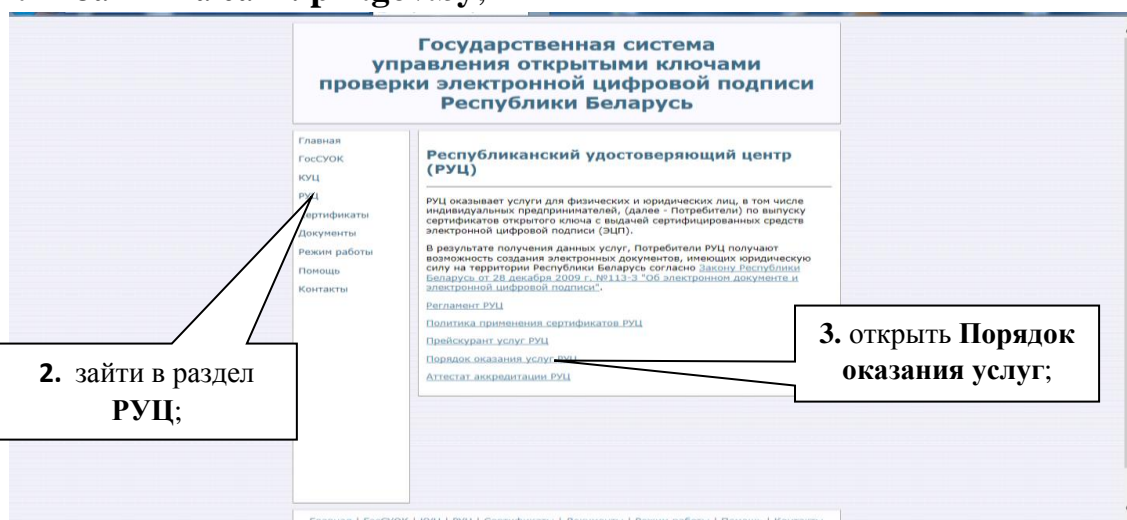 Государственная система
управления открытыми ключами
проверки электронной цифровой подписи
Республики Беларусь
Главная
ГосСУОК
КУЦ
РУЦ
Сертификаты
Документы
Режим работы
Помощь
Контакты
Республиканский удостоверяющий центр
(РУЦ)
РУЦ оказывает услуги для физических и юридических лиц, в том числе
индивидуальных предпринимателей, (далее - Потребители) по выпуску
сертификатов открытого ключа с выдачей сертифицированных средств
электронной цифровой подписи (ЭЦП).
В результате получения данных услуг, Потребители РУЦ получают
возможность создания электронных документов, имеющих юридическую
силу на территории Республики Беларусь согласно Закону Республики
Беларусь от 28 декабря 2009 г. №113-З "Об электронном документе и
электронной цифровой подписи".
Регламент РУЦ
Политика применения сертификатов РУЦ
Прейскурант услуг РУЦ
Порядок оказания услуг РУЦ
Аттестат аккредитации РУЦ
2. зайти в раздел
РУЦ;
3. открыть Порядок
оказания услуг;